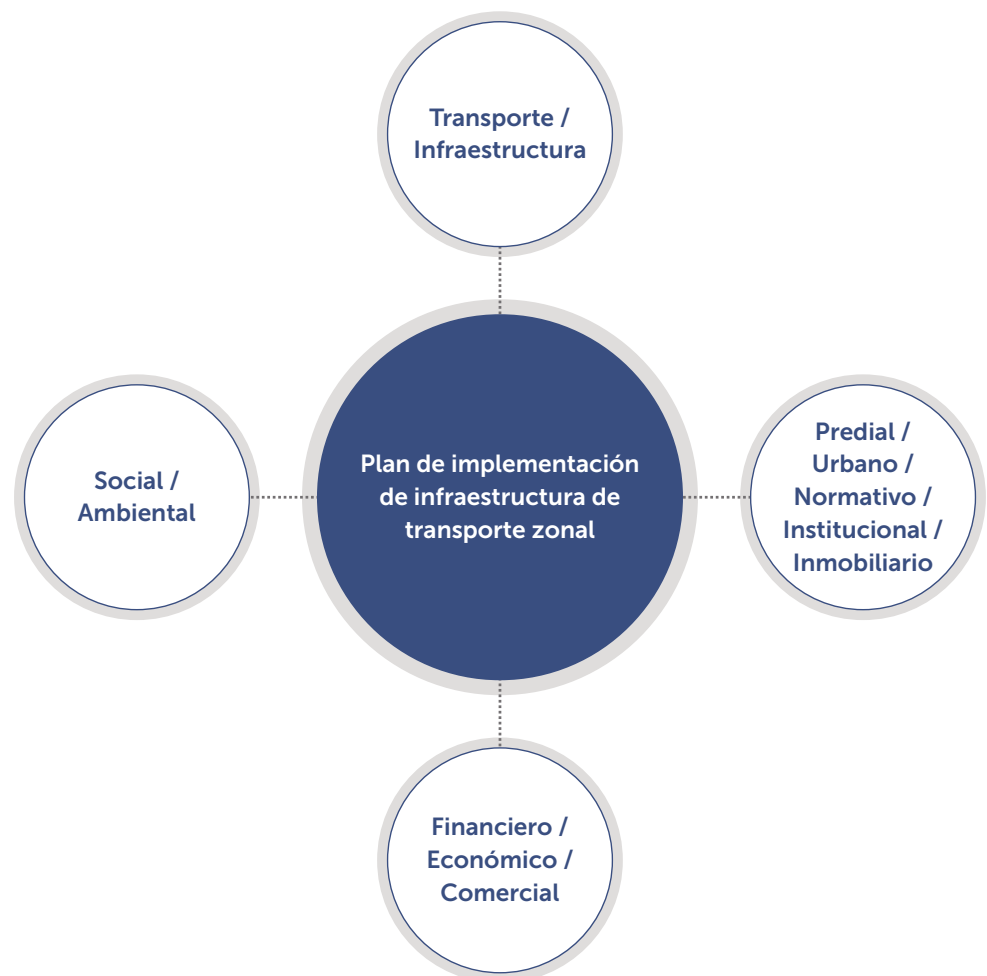 Transporte /
Infraestructura
Social /
Ambiental
Plan de implementación
de infraestructura de
transporte zonal
Predial /
Urbano /
Normativo /
Institucional /
Inmobiliario
Financiero /
Económico /
Comercial